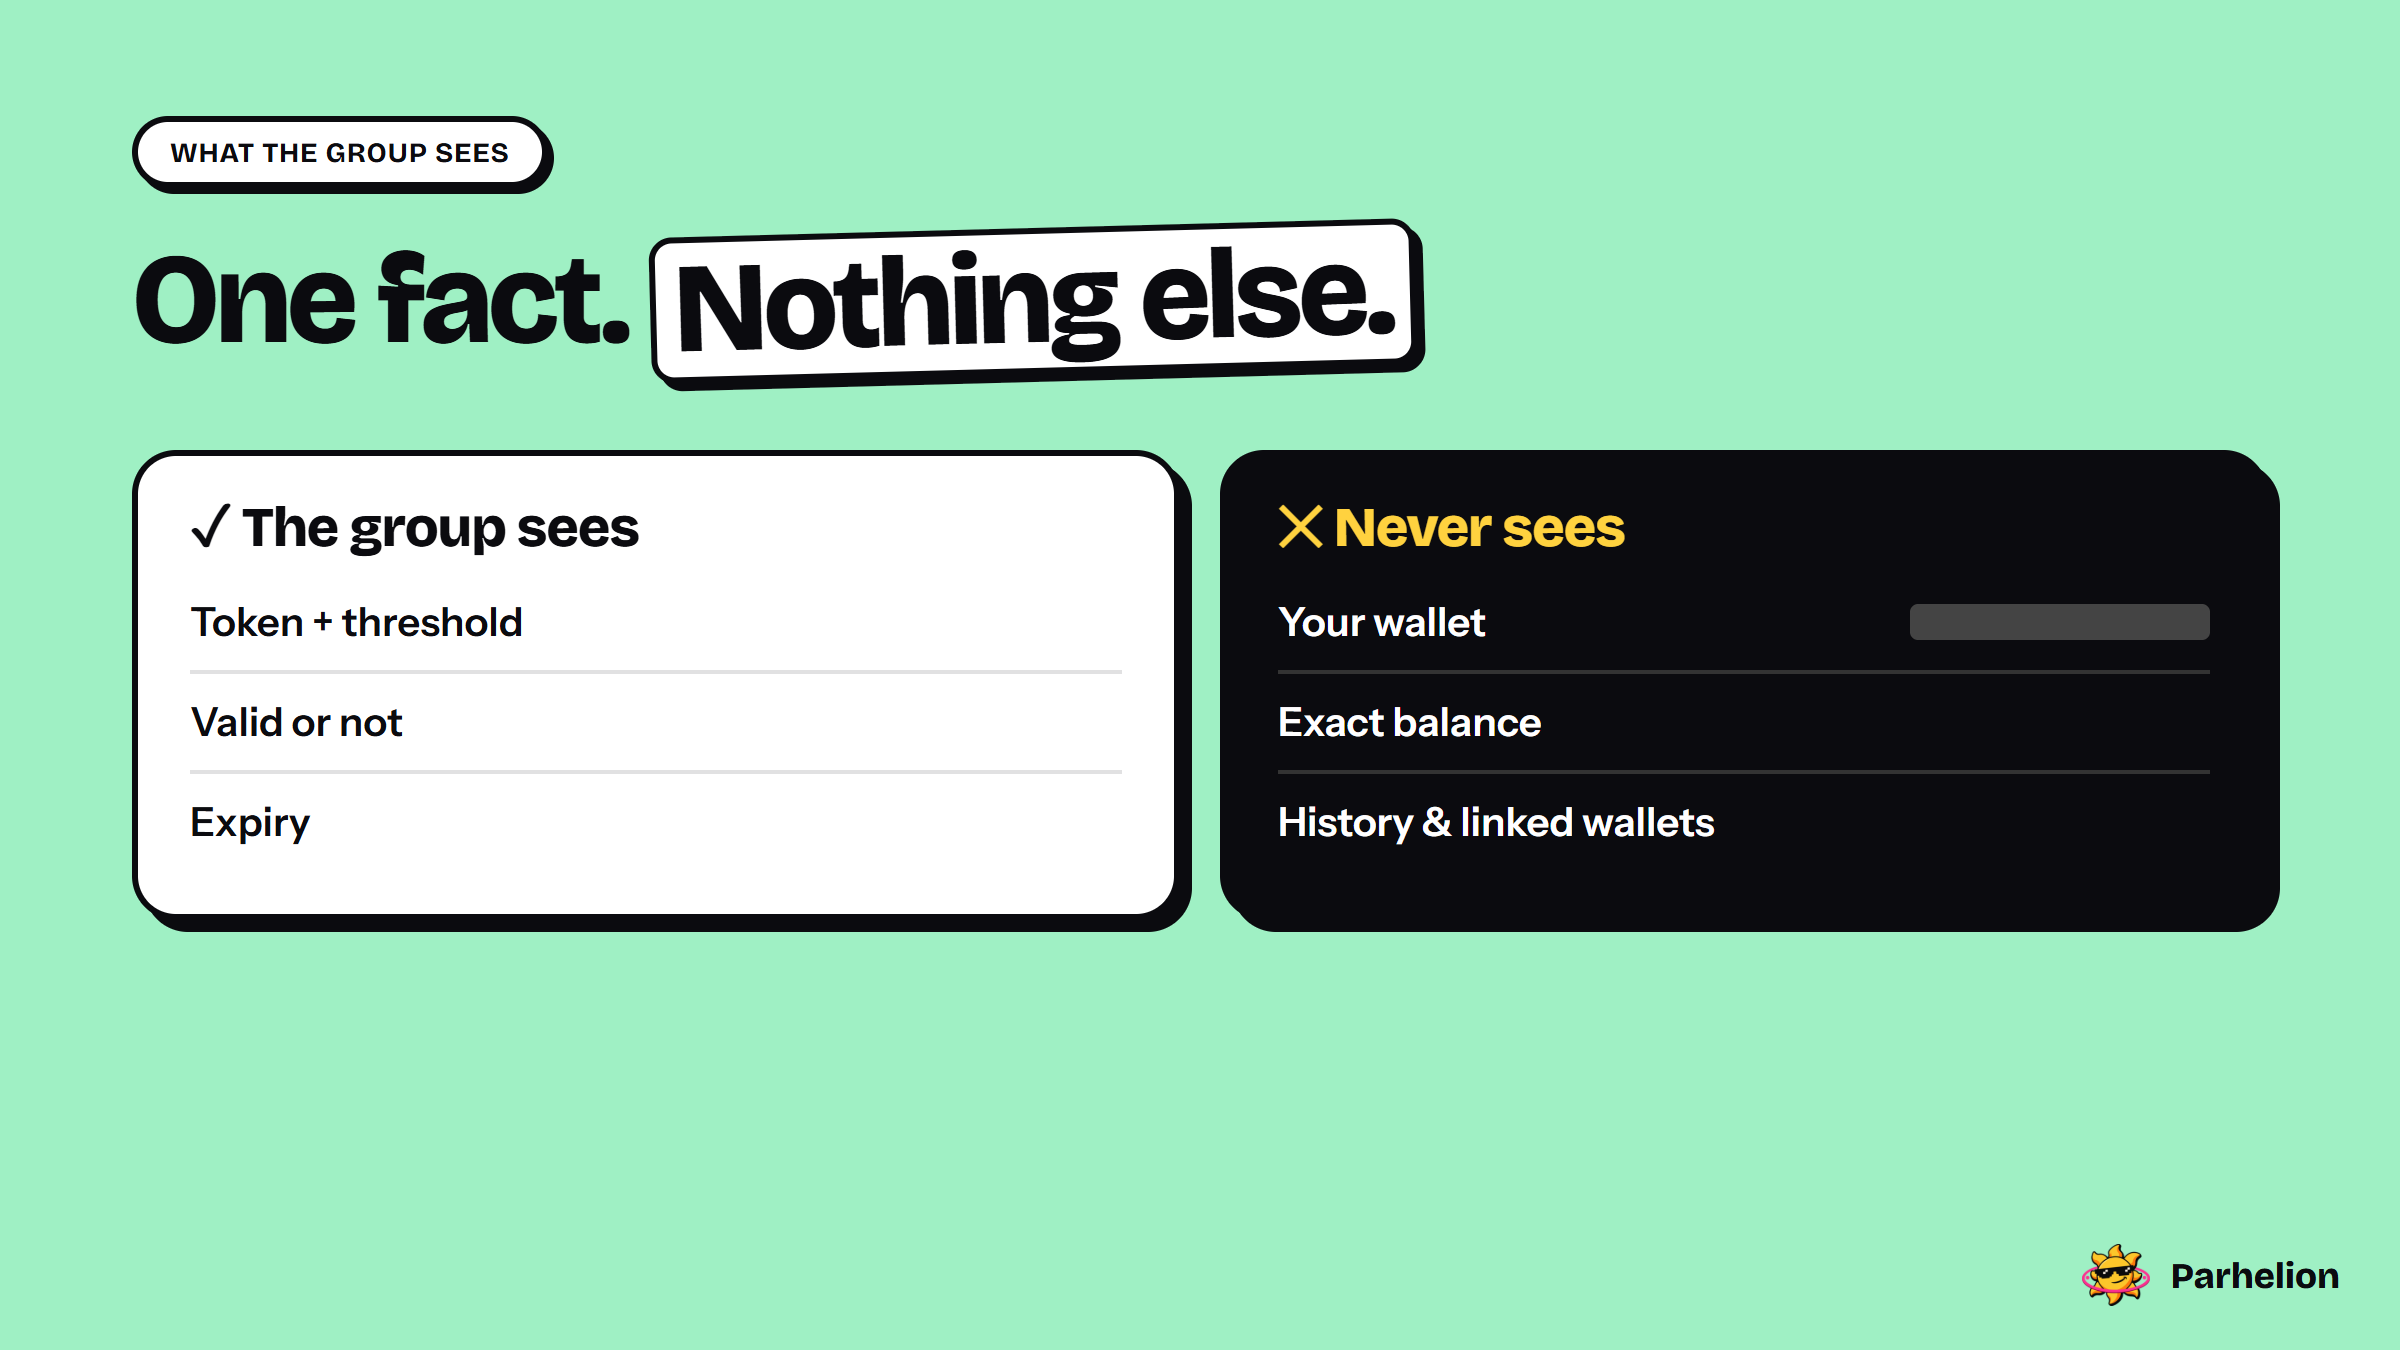 WHAT THE GROUP SEES
One fact. Nothing else.
✓ The group sees
Token + threshold
Valid or not
Expiry
✕ Never sees
Your wallet
Exact balance
History & linked wallets
Parhelion